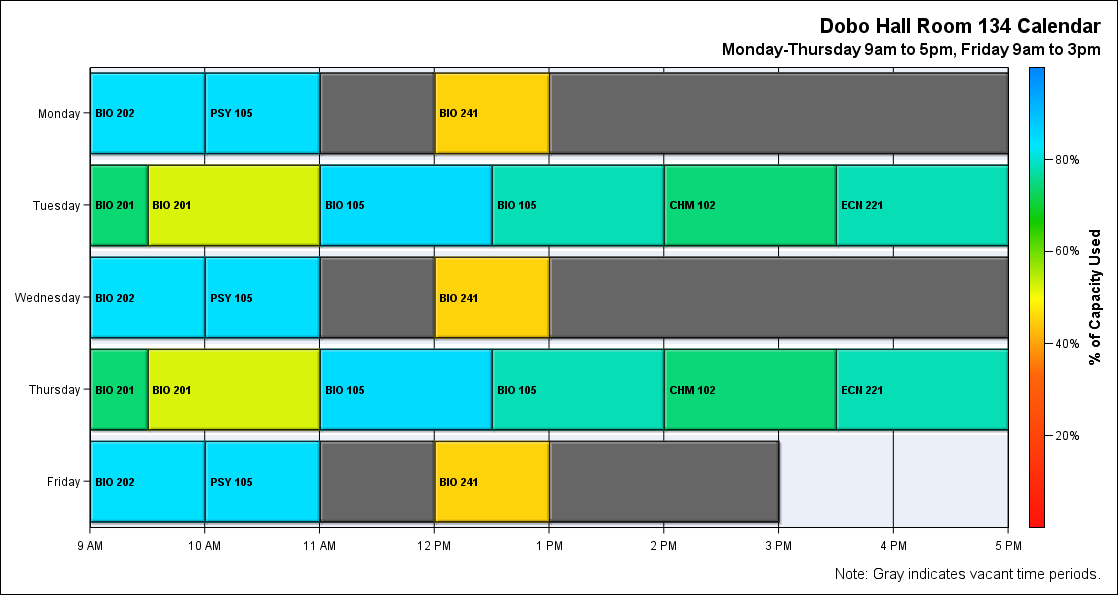 Dobo Hall Room 134 Calendar
Monday-Thursday 9am to 5pm, Friday 9am to 3pm
Monday
BIO 202
PSY 105
BIO 241
Tuesday
BIO 201
BIO 201
BIO 105
BIO 105
CHM 102
ECN 221
Wednesday
BIO 202
PSY 105
BIO 241
Thursday
BIO 201
BIO 201
BIO 105
BIO 105
CHM 102
ECN 221
Friday
BIO 202
PSY 105
BIO 241
9 AM
10 AM
11 AM
12 PM
1 PM
2 PM
3 PM
4 PM
5 PM
80%
60%
40%
20%
% of Capacity Used
Note: Gray indicates vacant time periods.